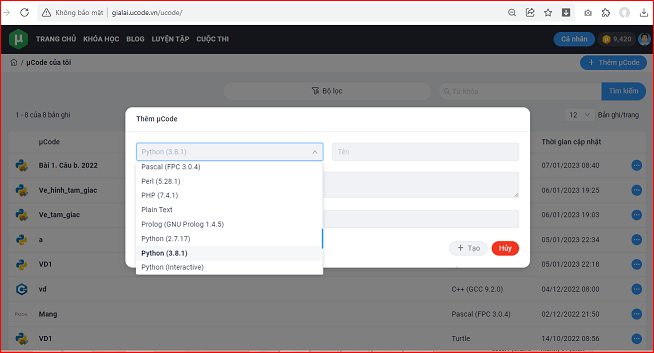 Không bảo mật | gialai.ucode.vn/ucode/
TRANG CHỦ KHÓA HỌC BLOG LUYỆN TẬP CUỘC THI Cá nhân 9,420
/ µCode của tôi + Thêm µCode
Bộ lọc Từ khóa Tìm kiếm
1 - 8 của 8 bản ghi 12 Bản ghi/trang
Thêm µCode
µCode Thời gian cập nhật
Python (3.8.1) Tên
Pascal (FPC 3.0.4)
Perl (5.28.1)
PHP (7.4.1)
Plain Text
Prolog (GNU Prolog 1.4.5)
Python (2.7.17)
Python (3.8.1)
Python (Interactive)
+ Tạo Hủy
Bài 1. Câu b. 2022 07/01/2023 08:40
Ve_hinh_tam_giac 06/01/2023 19:25
Ve_tam_giac 06/01/2023 19:03
a 05/01/2023 22:34
VD1 05/01/2023 22:18
vd C++ (GCC 9.2.0) 04/12/2022 08:00
Mang Pascal (FPC 3.0.4) 02/12/2022 21:50
VD1 Turtle 14/10/2022 08:56